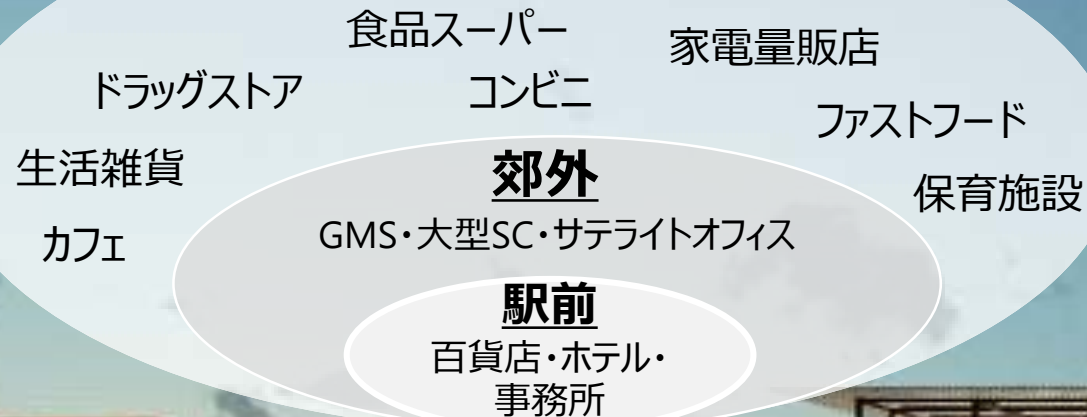 食品スーパー
家電量販店
ドラッグストア
コンビニ
ファストフード
生活雑貨
郊外
保育施設
カフェ
GMS・大型SC・サテライトオフィス
駅前
百貨店・ホテル・
事務所